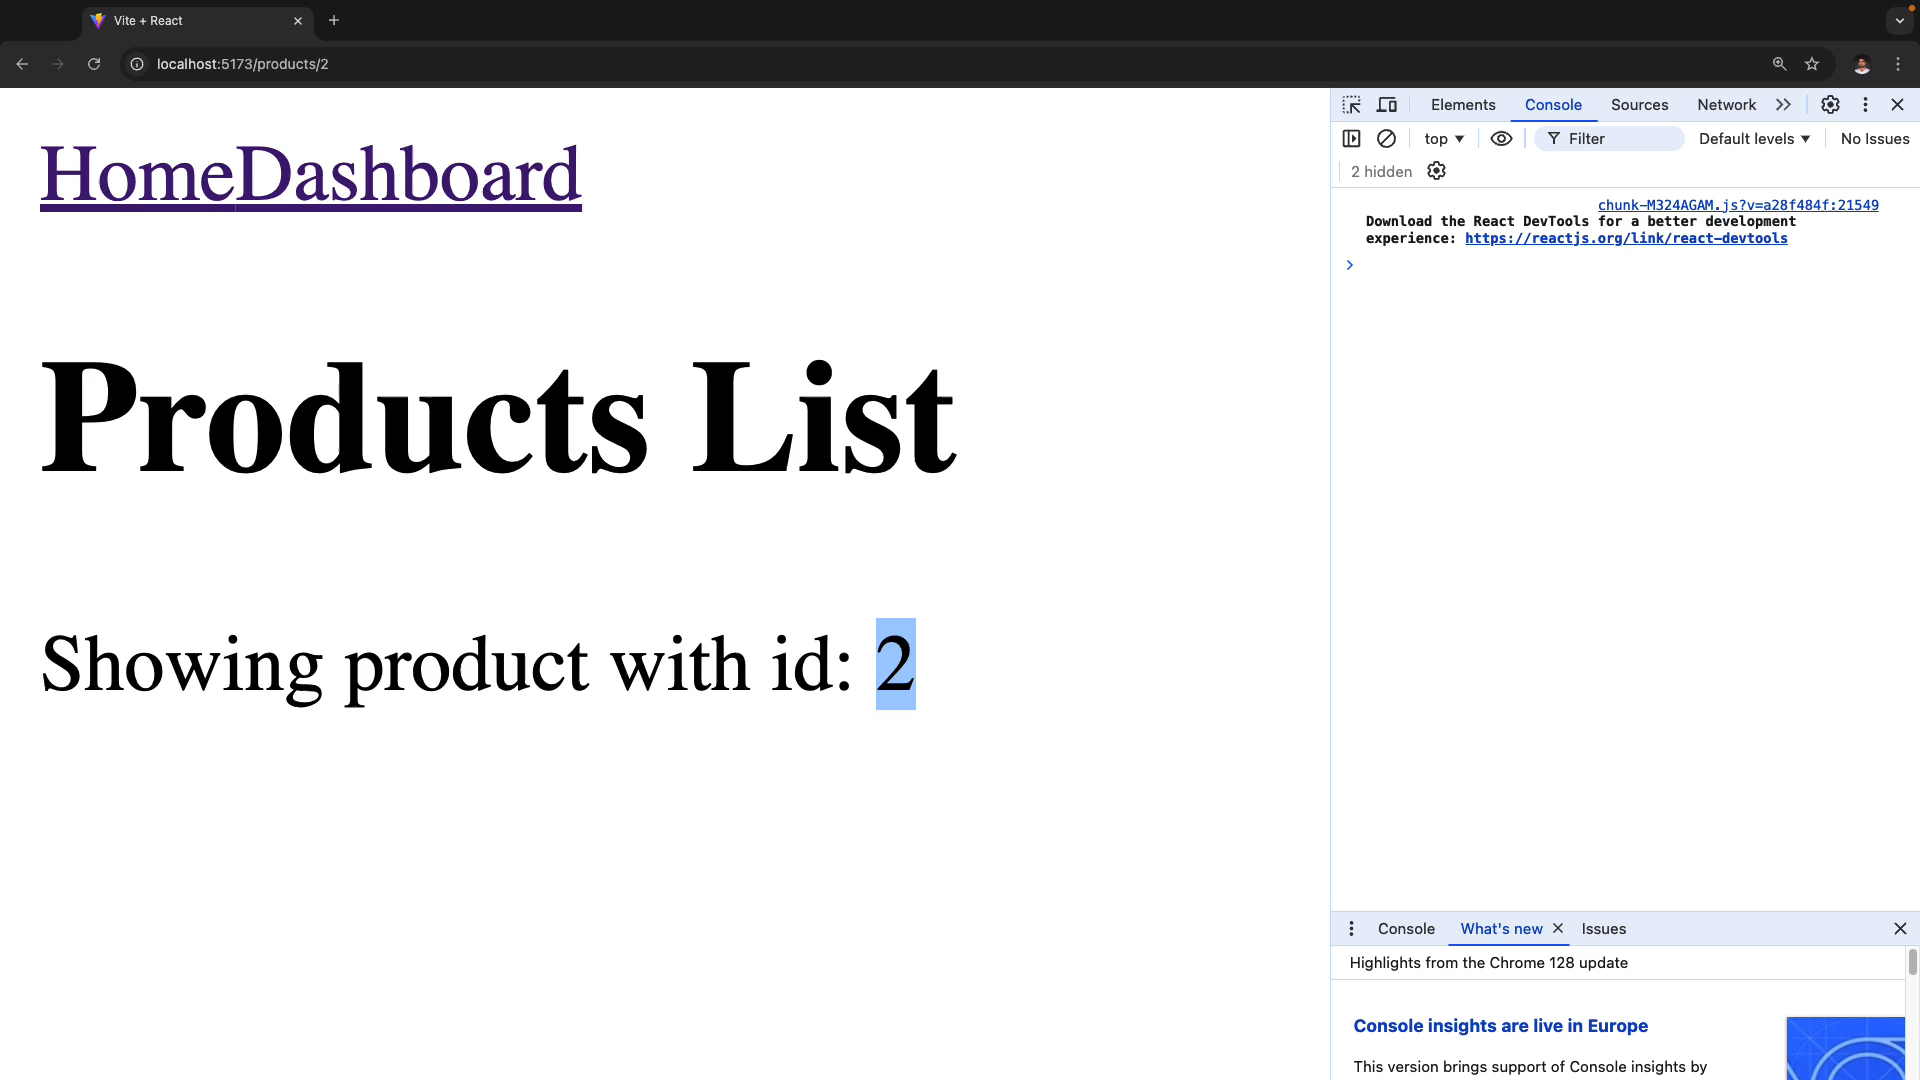 Vite + React
localhost:5173/products/2
HomeDashboard
Products List
Showing product with id: 2
Elements Console Sources Network
top Filter Default levels No Issues
2 hidden
chunk-M324AGAM.js?v=a28f484f:21549
Download the React DevTools for a better development
experience: https://reactjs.org/link/react-devtools
Console What's new Issues
Highlights from the Chrome 128 update
Console insights are live in Europe
This version brings support of Console insights by